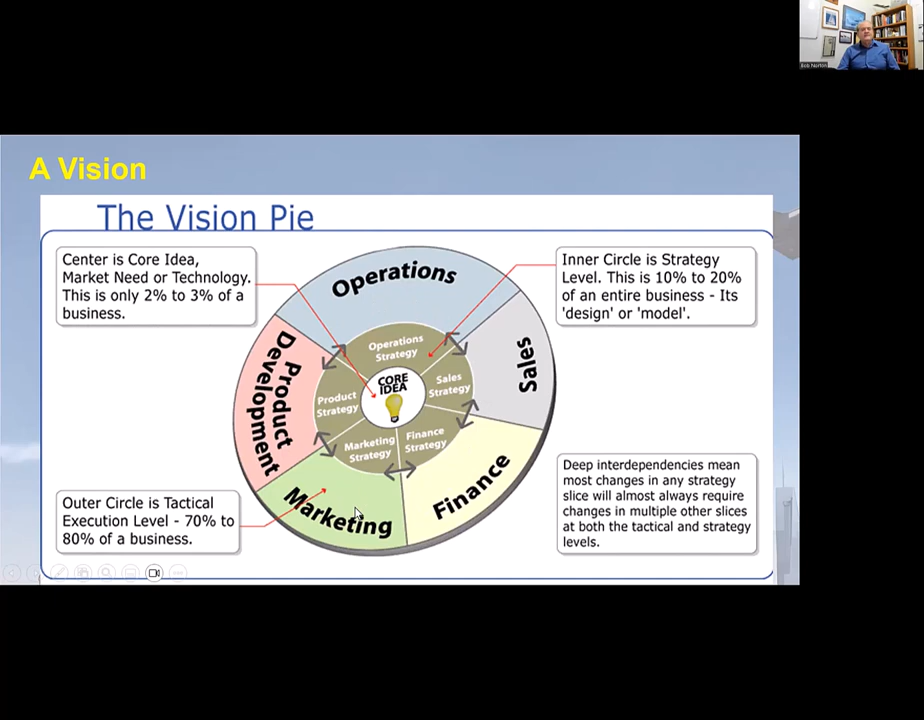 Bob Norton
A Vision
The Vision Pie
Center is Core Idea,
Market Need or Technology.
This is only 2% to 3% of a
business.
Inner Circle is Strategy
Level. This is 10% to 20%
of an entire business - Its
'design' or 'model'.
Operations
Sales
Finance
Marketing
Product
Development
Operations
Strategy
Sales
Strategy
Finance
Strategy
Marketing
Strategy
Product
Strategy
CORE
IDEA
Outer Circle is Tactical
Execution Level - 70% to
80% of a business.
Deep interdependencies mean
most changes in any strategy
slice will almost always require
changes in multiple other slices
at both the tactical and strategy
levels.